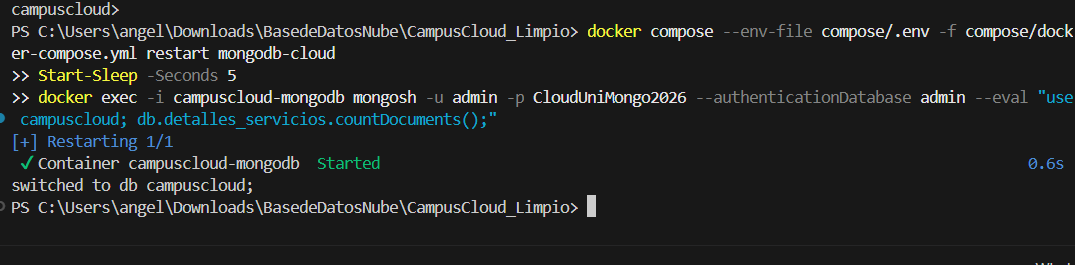 campuscloud>
PS C:\Users\angel\Downloads\BasedeDatosNube\CampusCloud_Limpio> docker compose --env-file compose/.env -f compose/dock
er-compose.yml restart mongodb-cloud
>> Start-Sleep -Seconds 5
>> docker exec -i campuscloud-mongodb mongosh -u admin -p CloudUniMongo2026 --authenticationDatabase admin --eval "use
campuscloud; db.detalles_servicios.countDocuments();"
[+] Restarting 1/1
✔Container campuscloud-mongodb  Started 0.6s
switched to db campuscloud;
PS C:\Users\angel\Downloads\BasedeDatosNube\CampusCloud_Limpio>